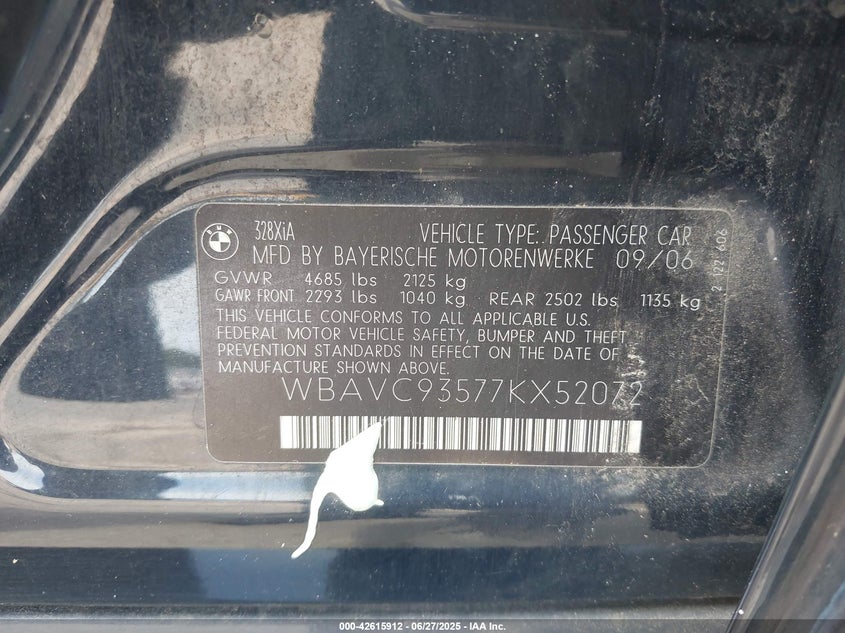 BMW
328XiA VEHICLE TYPE: PASSENGER CAR
MFD BY BAYERISCHE MOTORENWERKE 09/06
GVWR 4685 lbs 2125 kg
GAWR FRONT 2293 lbs 1040 kg REAR 2502 lbs 1135 kg
THIS VEHICLE CONFORMS TO ALL APPLICABLE U.S.
FEDERAL MOTOR VEHICLE SAFETY, BUMPER AND THEFT
PREVENTION STANDARDS IN EFFECT ON THE DATE OF
MANUFACTURE SHOWN ABOVE.
WBAVC93577KX52072
2 122 606
000-42615912 - 06/27/2025 - IAA Inc.